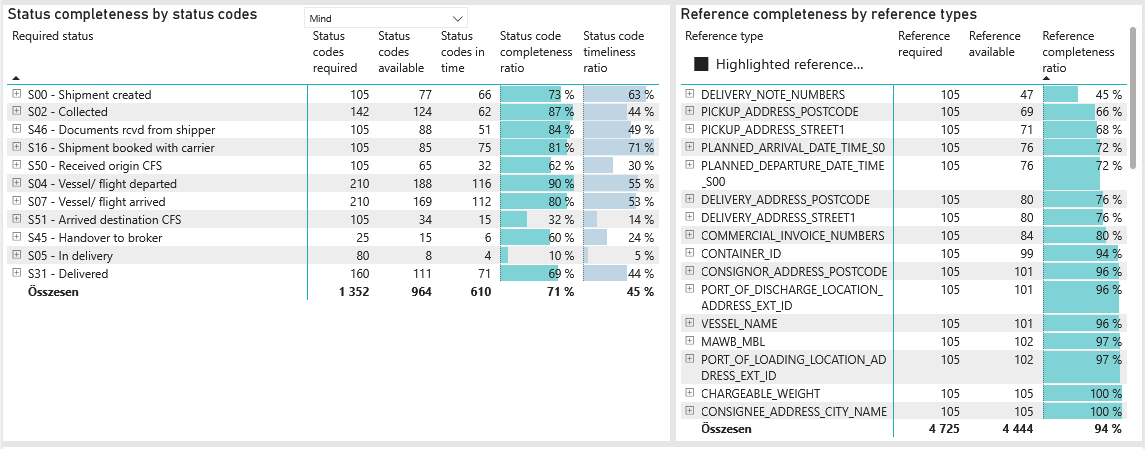 Status completeness by status codes
Mind
Required status Status codes required Status codes available Status codes in time Status code completeness ratio Status code timeliness ratio
S00 - Shipment created 105 77 66 73 % 63 %
S02 - Collected 142 124 62 87 % 44 %
S46 - Documents rcvd from shipper 105 88 51 84 % 49 %
S16 - Shipment booked with carrier 105 85 75 81 % 71 %
S50 - Received origin CFS 105 65 32 62 % 30 %
S04 - Vessel/ flight departed 210 188 116 90 % 55 %
S07 - Vessel/ flight arrived 210 169 112 80 % 53 %
S51 - Arrived destination CFS 105 34 15 32 % 14 %
S45 - Handover to broker 25 15 6 60 % 24 %
S05 - In delivery 80 8 4 10 % 5 %
S31 - Delivered 160 111 71 69 % 44 %
Összesen 1 352 964 610 71 % 45 %
Reference completeness by reference types
Reference type Reference required Reference available Reference completeness ratio
Highlighted reference...
DELIVERY_NOTE_NUMBERS 105 47 45 %
PICKUP_ADDRESS_POSTCODE 105 69 66 %
PICKUP_ADDRESS_STREET1 105 71 68 %
PLANNED_ARRIVAL_DATE_TIME_S0 105 76 72 %
PLANNED_DEPARTURE_DATE_TIME 105 76 72 %
_S00
DELIVERY_ADDRESS_POSTCODE 105 80 76 %
DELIVERY_ADDRESS_STREET1 105 80 76 %
COMMERCIAL_INVOICE_NUMBERS 105 84 80 %
CONTAINER_ID 105 99 94 %
CONSIGNOR_ADDRESS_POSTCODE 105 101 96 %
PORT_OF_DISCHARGE_LOCATION_ 105 101 96 %
ADDRESS_EXT_ID
VESSEL_NAME 105 101 96 %
MAWB_MBL 105 102 97 %
PORT_OF_LOADING_LOCATION_AD 105 102 97 %
DRESS_EXT_ID
CHARGEABLE_WEIGHT 105 105 100 %
CONSIGNEE_ADDRESS_CITY_NAME 105 105 100 %
Összesen 4 725 4 444 94 %